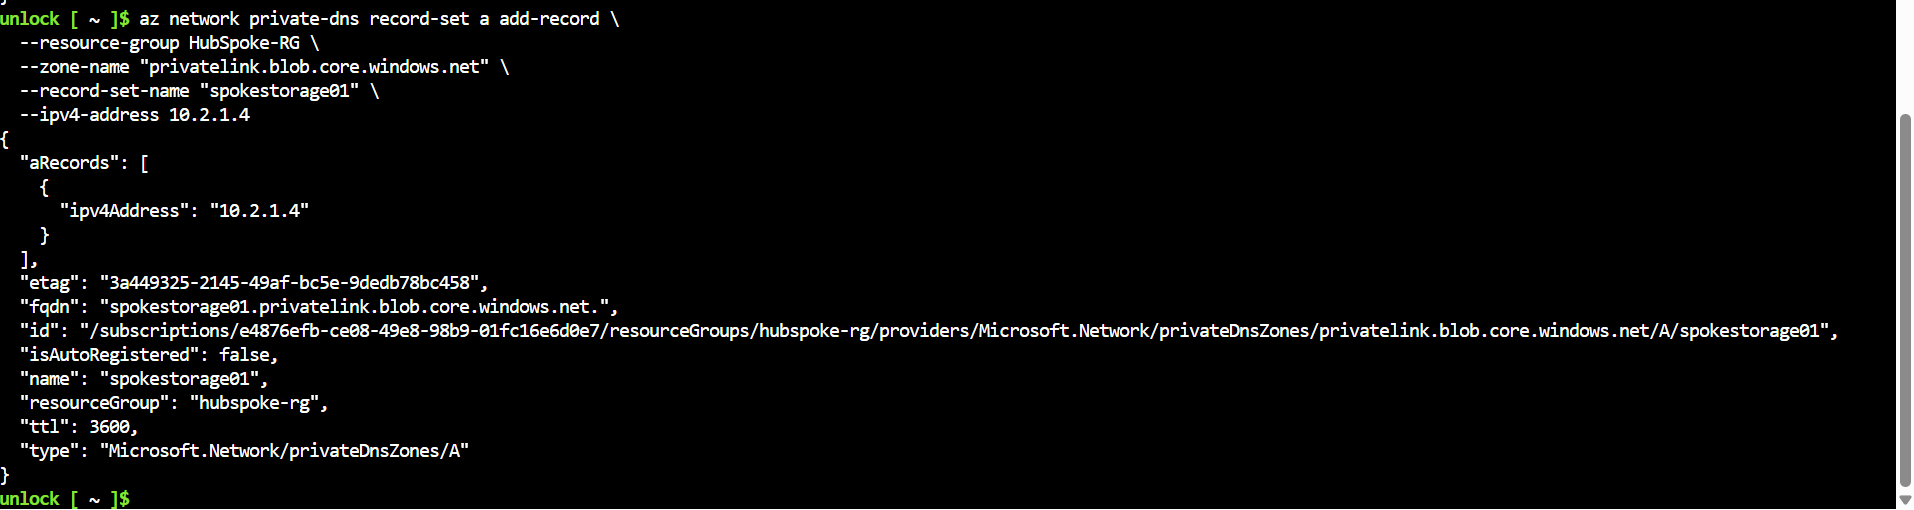 unlock [ ~ ]$ az network private-dns record-set a add-record \
  --resource-group HubSpoke-RG \
  --zone-name "privatelink.blob.core.windows.net" \
  --record-set-name "spokestorage01" \
  --ipv4-address 10.2.1.4
{
  "aRecords": [
    {
      "ipv4Address": "10.2.1.4"
    }
  ],
  "etag": "3a449325-2145-49af-bc5e-9dedb78bc458",
  "fqdn": "spokestorage01.privatelink.blob.core.windows.net.",
  "id": "/subscriptions/e4876efb-ce08-49e8-98b9-01fc16e6d0e7/resourceGroups/hubspoke-rg/providers/Microsoft.Network/privateDnsZones/privatelink.blob.core.windows.net/A/spokestorage01",
  "isAutoRegistered": false,
  "name": "spokestorage01",
  "resourceGroup": "hubspoke-rg",
  "ttl": 3600,
  "type": "Microsoft.Network/privateDnsZones/A"
}
unlock [ ~ ]$